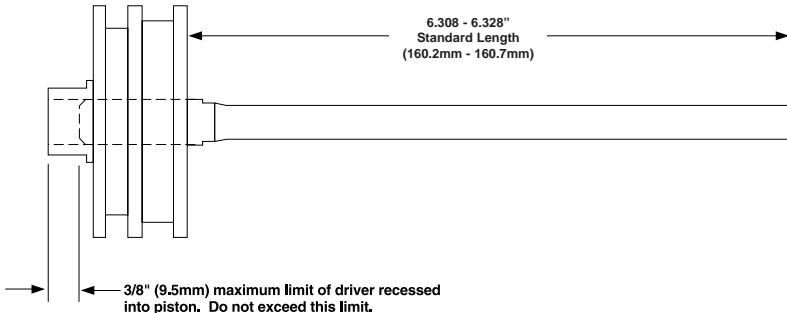 6.308 - 6.328”
Standard Length
(160.2mm - 160.7mm)
3/8" (9.5mm) maximum limit of driver recessed
into piston. Do not exceed this limit.